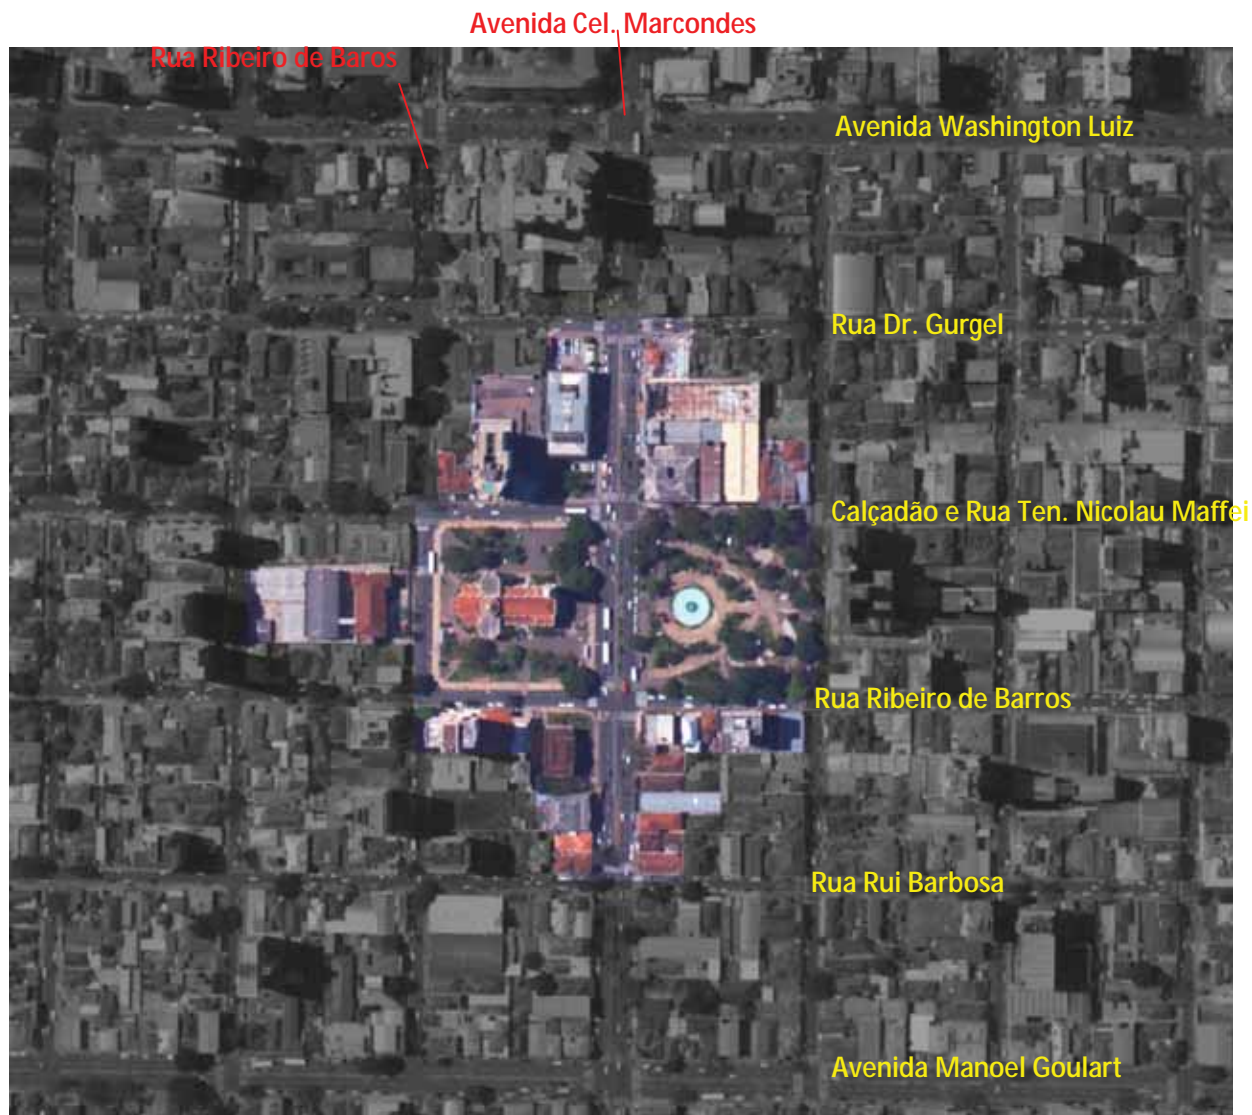 Avenida Cel. Marcondes
Rua Ribeiro de Baros
Avenida Washington Luiz
Rua Dr. Gurgel
Calçadão e Rua Ten. Nicolau Maffei
Rua Ribeiro de Barros
Rua Rui Barbosa
Avenida Manoel Goulart